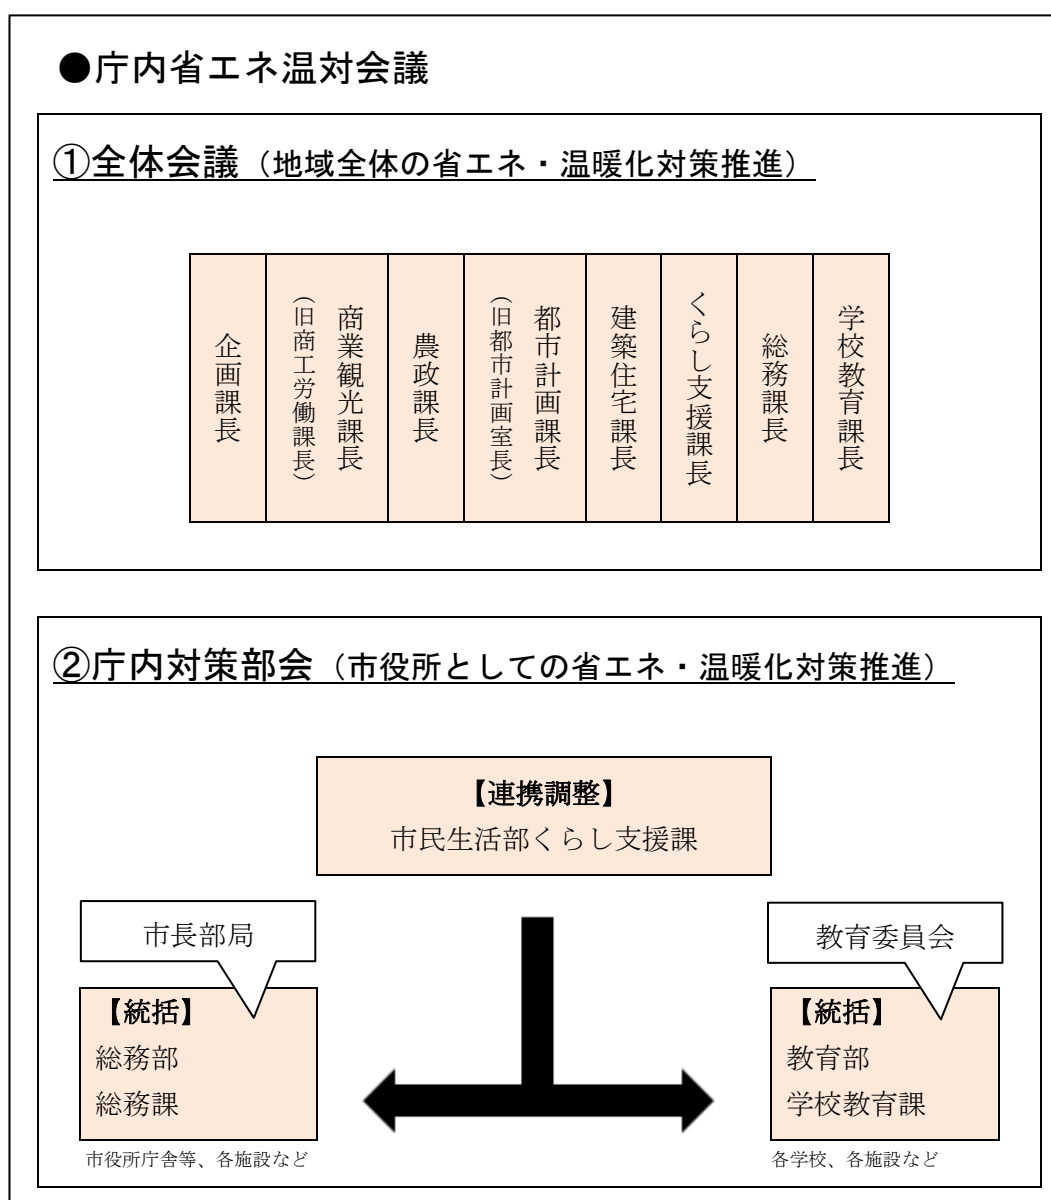 ●庁内省エネ温対会議
①全体会議（地域全体の省エネ・温暖化対策推進）
企画課長
商業観光課長
（旧商工労働課長）
農政課長
都市計画課長
（旧都市計画室長）
建築住宅課長
くらし支援課長
総務課長
学校教育課長
②庁内対策部会（市役所としての省エネ・温暖化対策推進）
【連携調整】
市民生活部くらし支援課
市長部局
【統括】
総務部
総務課
市役所庁舎等、各施設など
教育委員会
【統括】
教育部
学校教育課
各学校、各施設など